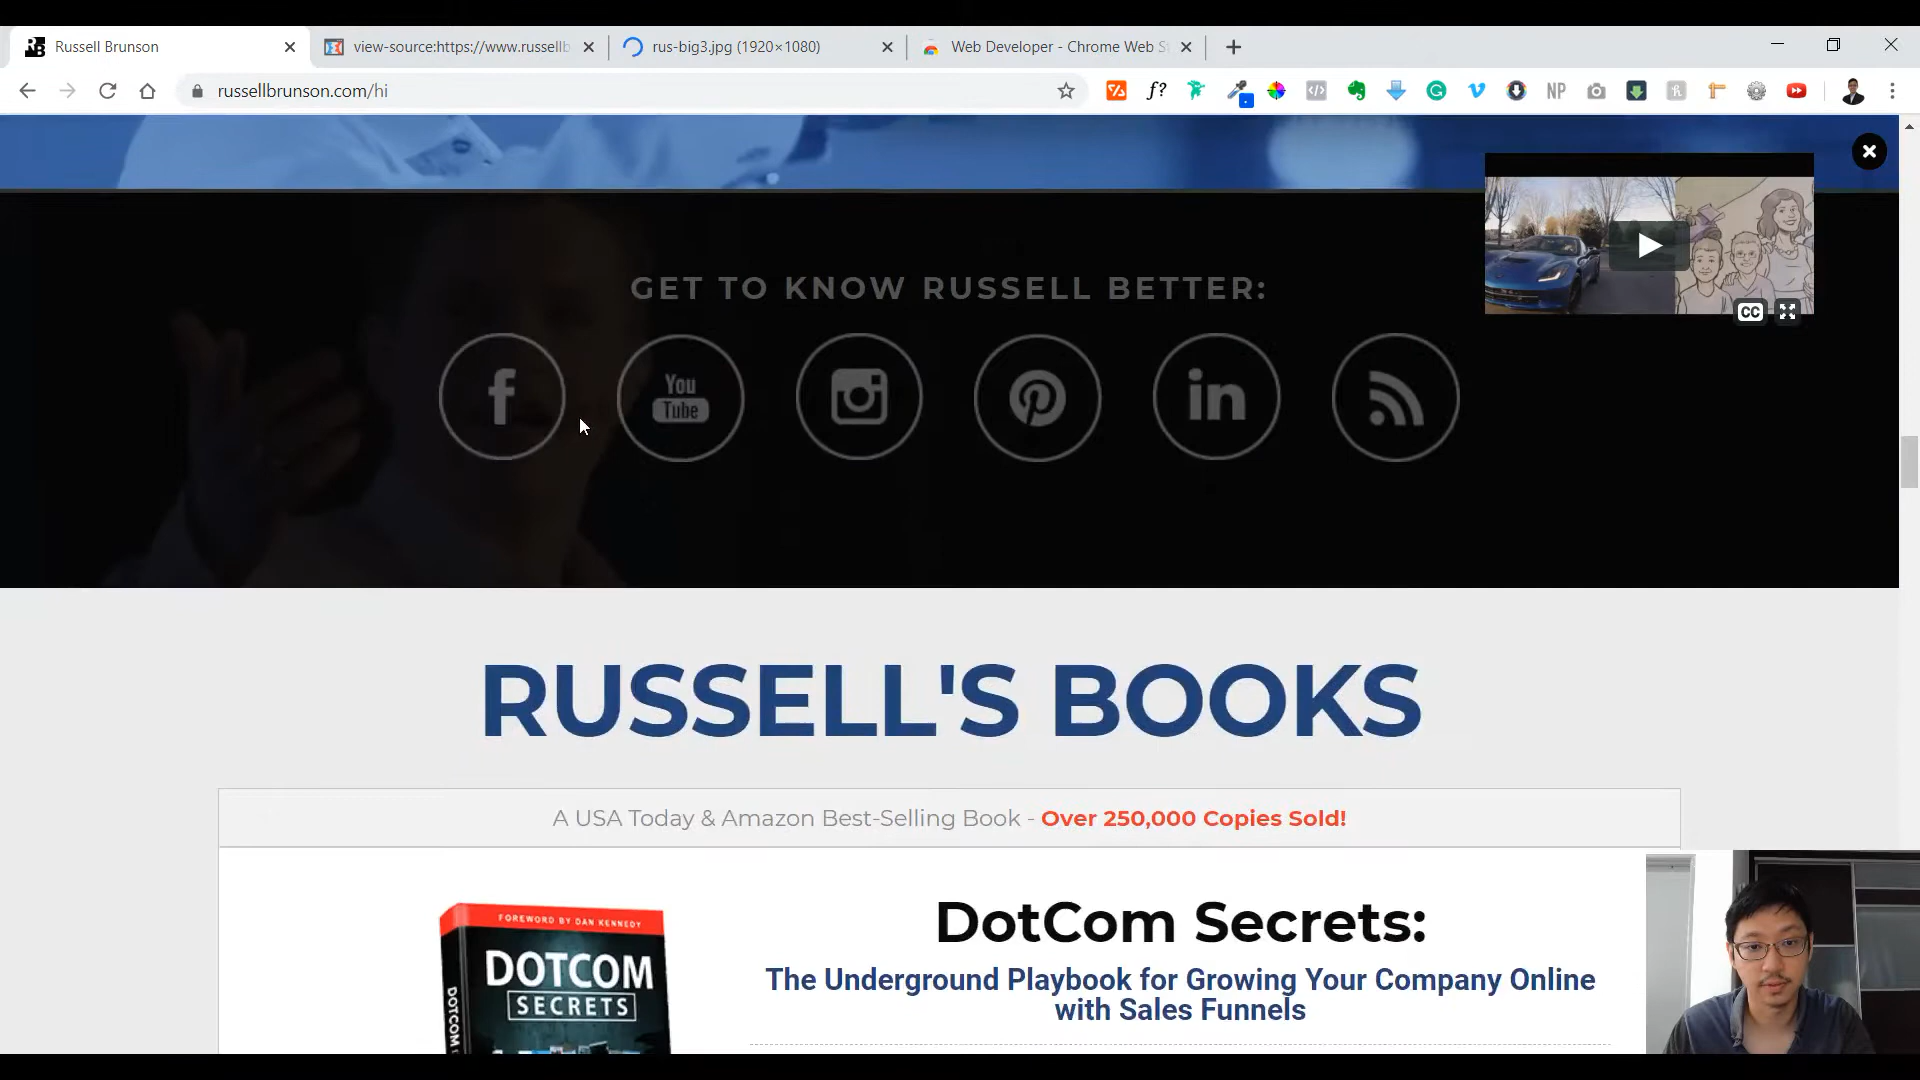 Russell Brunson
view-source:https://www.russellb
rus-big3.jpg (1920×1080)
Web Developer - Chrome Web S
russellbrunson.com/hi
f?
NP
GET TO KNOW RUSSELL BETTER:
f
You
Tube
in
CC
RUSSELL'S BOOKS
A USA Today & Amazon Best-Selling Book - Over 250,000 Copies Sold!
FOREWORD BY DAN KENNEDY
DOTCOM
SECRETS
DOTCOM
DotCom Secrets:
The Underground Playbook for Growing Your Company Online
with Sales Funnels